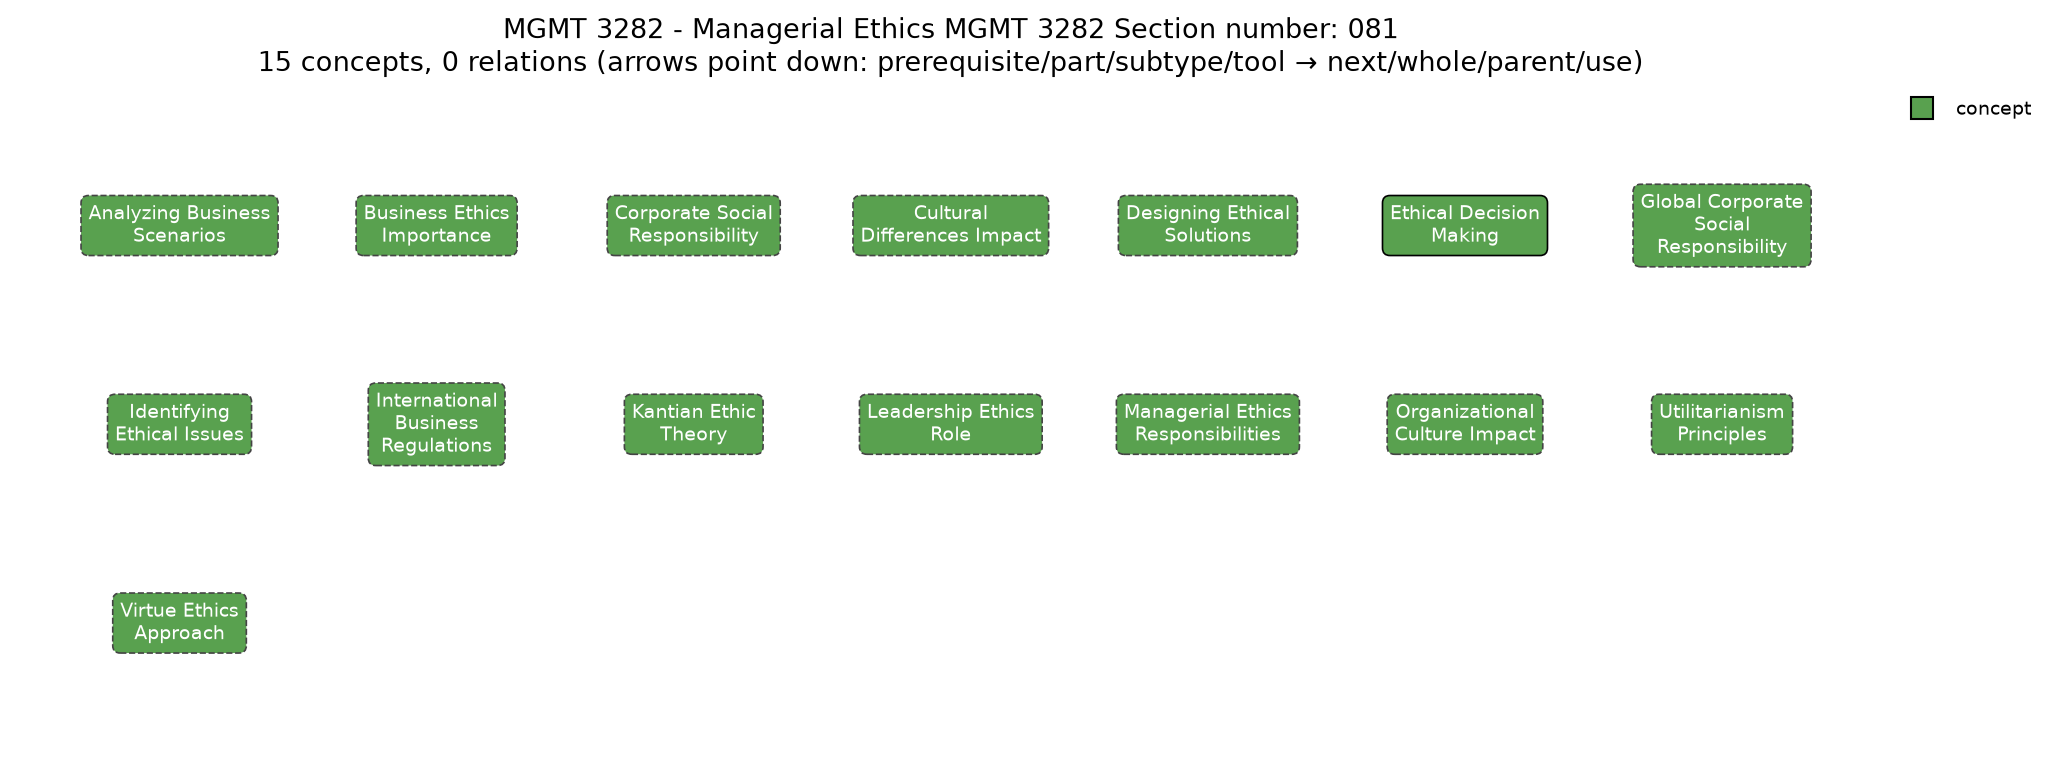 MGMT 3282 - Managerial Ethics MGMT 3282 Section number: 081
15 concepts, 0 relations (arrows point down: prerequisite/part/subtype/tool → next/whole/parent/use)
concept
Analyzing Business
Scenarios
Business Ethics
Importance
Corporate Social
Responsibility
Cultural
Differences Impact
Designing Ethical
Solutions
Ethical Decision
Making
Global Corporate
Social
Responsibility
Identifying
Ethical Issues
International
Business
Regulations
Kantian Ethic
Theory
Leadership Ethics
Role
Managerial Ethics
Responsibilities
Organizational
Culture Impact
Utilitarianism
Principles
Virtue Ethics
Approach